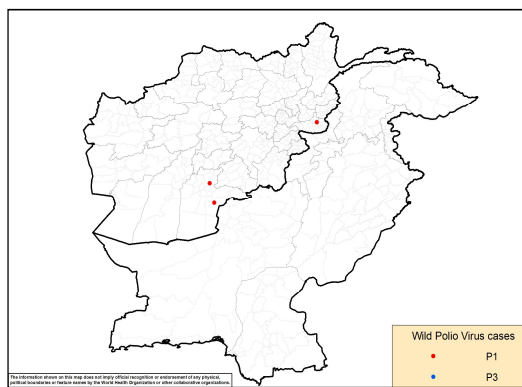 Wild Polio Virus cases
P1
P3
The information shown on this map does not imply official recognition or endorsement of any physical,
political boundaries or feature names by the World Health Organization or other collaborative organizations.